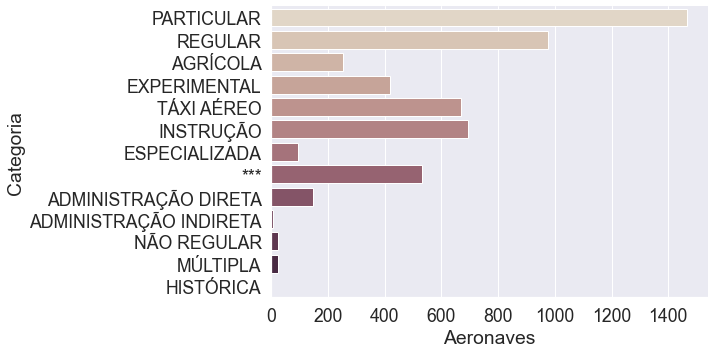 Categoria
PARTICULAR
REGULAR
AGRÍCOLA
EXPERIMENTAL
TÁXI AÉREO
INSTRUÇÃO
ESPECIALIZADA
***
ADMINISTRAÇÃO DIRETA
ADMINISTRAÇÃO INDIRETA
NÃO REGULAR
MÚLTIPLA
HISTÓRICA
0 200 400 600 800 1000 1200 1400
Aeronaves